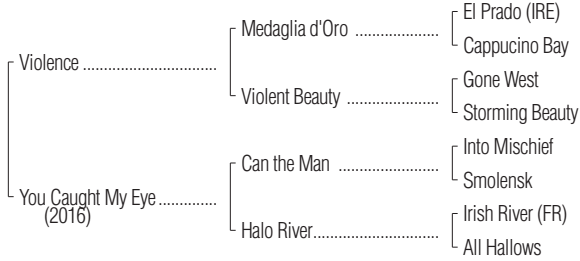 El Prado (IRE)
Medaglia d'Oro ...................
Cappucino Bay
Violence ..............................
Gone West
Violent Beauty .....................
Storming Beauty
Into Mischief
Can the Man .......................
Smolensk
You Caught My Eye.............
(2016)
Irish River (FR)
Halo River............................
All Hallows